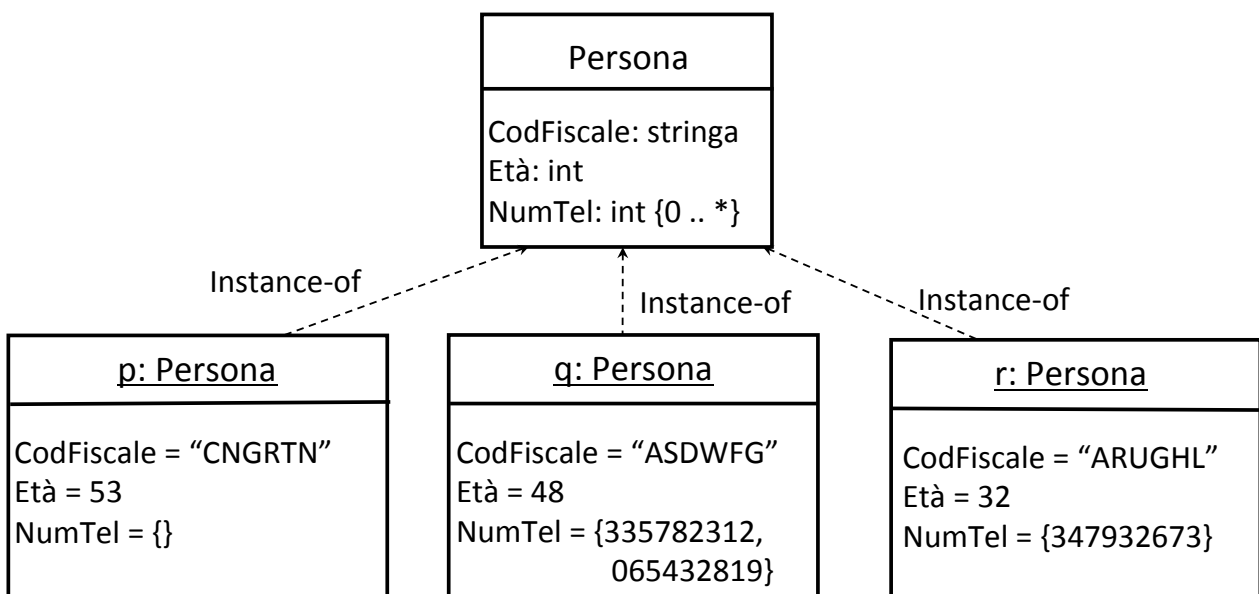 Persona
CodFiscale: stringa
Età: int
NumTel: int {0 .. *}
Instance-of
Instance-of
Instance-of
p: Persona
CodFiscale = “CNGRTN”
Età = 53
NumTel = {}
q: Persona
CodFiscale = “ASDWFG”
Età = 48
NumTel = {335782312,
065432819}
r: Persona
CodFiscale = “ARUGHL”
Età = 32
NumTel = {347932673}